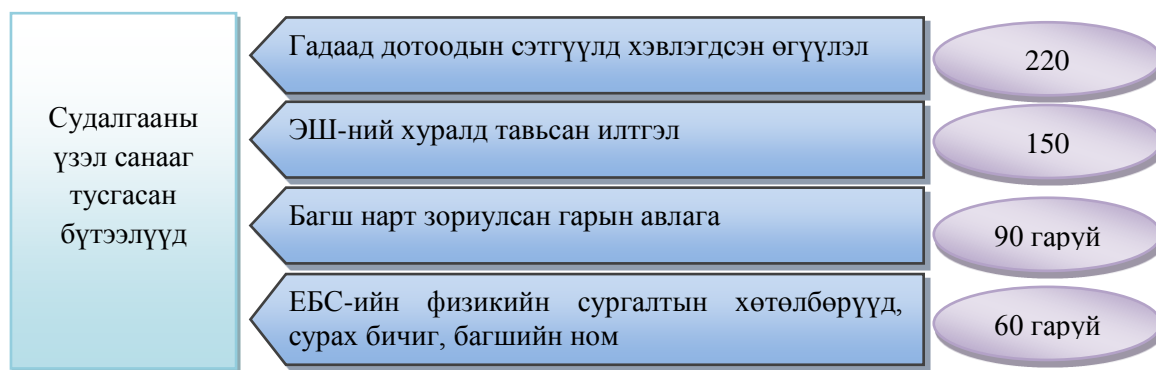 Судалгааны
үзэл санааг
тусгасан
бүтээлүүд
Гадаад дотоодын сэтгүүлд хэвлэгдсэн өгүүлэл
220
ЭШ-ний хуралд тавьсан илтгэл
150
Багш нарт зориулсан гарын авлага
90 гаруй
ЕБС-ийн физикийн сургалтын хөтөлбөрүүд,
сурах бичиг, багшийн ном
60 гаруй